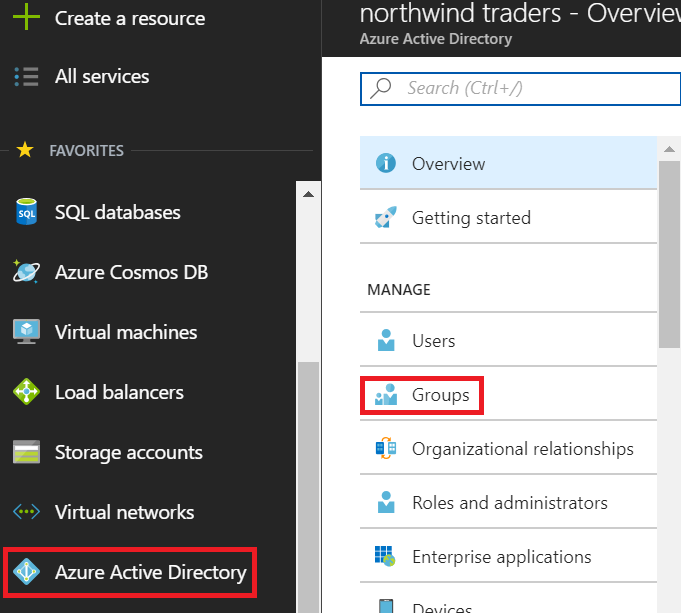 Create a resource
All services
FAVORITES
SQL
SQL databases
Azure Cosmos DB
Virtual machines
Load balancers
Storage accounts
Virtual networks
Azure Active Directory
northwind traders - Overview
Azure Active Directory
Search (Ctrl+/)
Overview
Getting started
MANAGE
Users
Groups
Organizational relationships
Roles and administrators
Enterprise applications
Devices